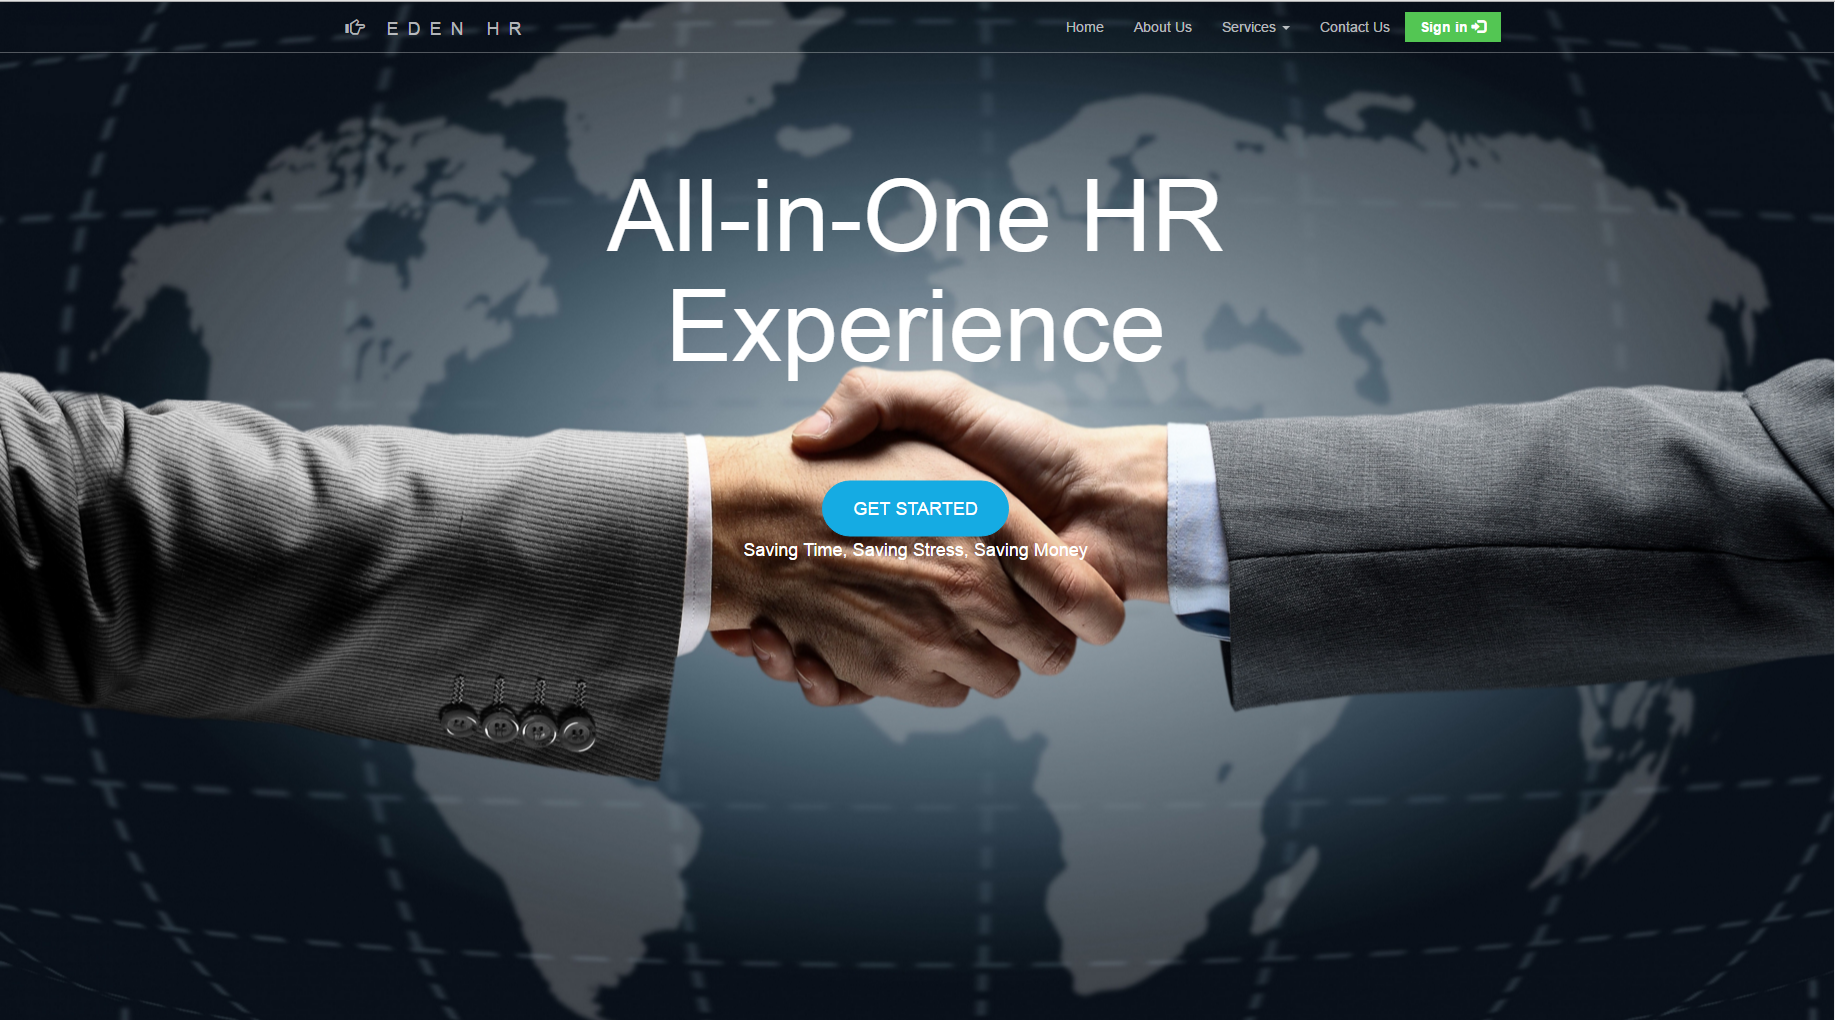 EDEN HR
Home About Us Services Contact Us Sign in
All-in-One HR
Experience
GET STARTED
Saving Time, Saving Stress, Saving Money